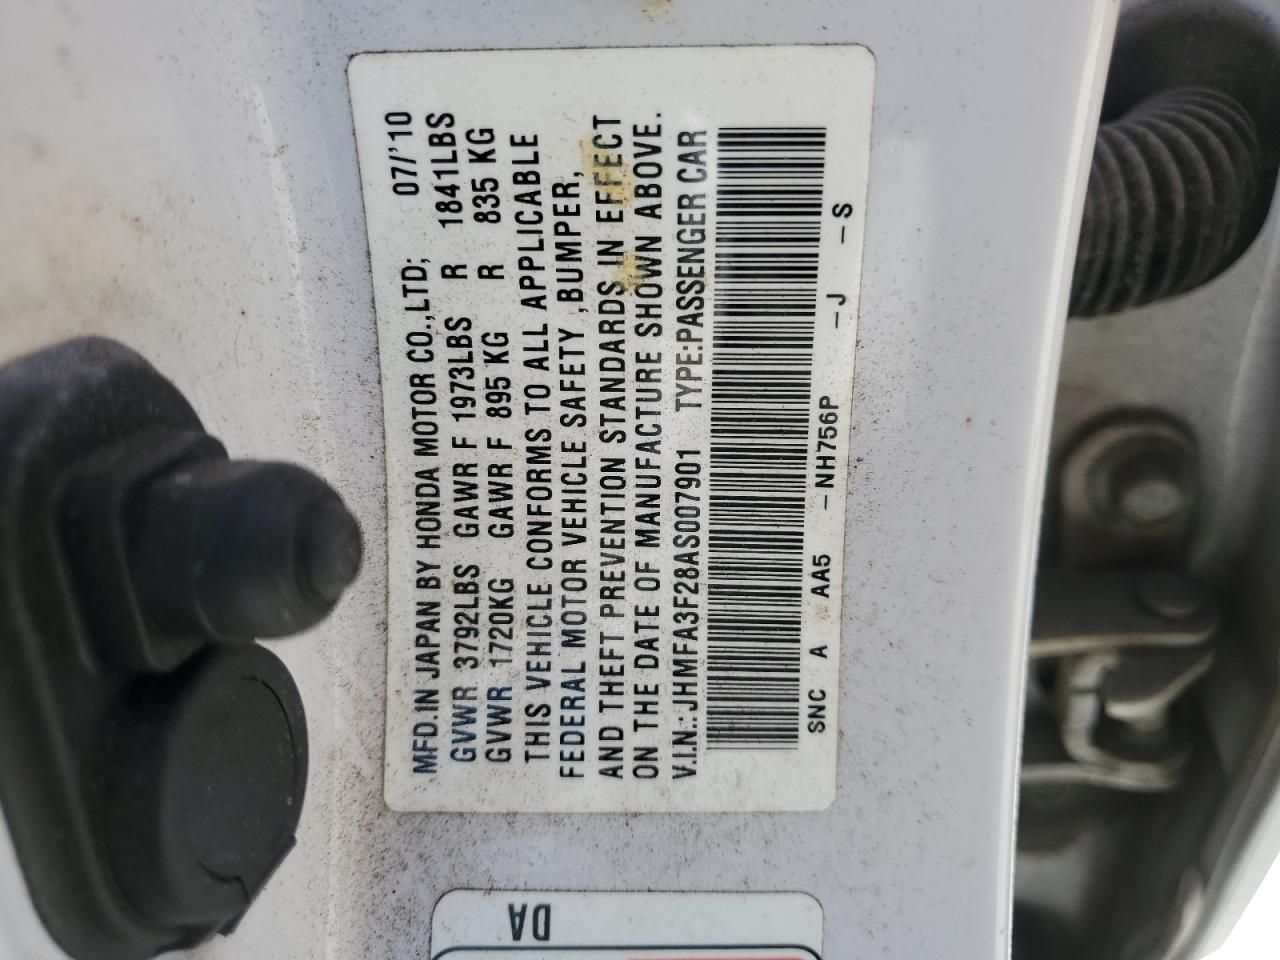 MFD.IN JAPAN BY HONDA MOTOR CO.,LTD; 07/'10
GVWR 3792LBS GAWR F 1973LBS R 1841LBS
GVWR 1720KG GAWR F 895 KG R 835 KG
THIS VEHICLE CONFORMS TO ALL APPLICABLE
FEDERAL MOTOR VEHICLE SAFETY ,BUMPER,
AND THEFT PREVENTION STANDARDS IN EFFECT
ON THE DATE OF MANUFACTURE SHOWN ABOVE.
V.I.N.: JHMFA3F28AS007901 TYPE:PASSENGER CAR
SNC A AA5 -NH756P -J -S
DA